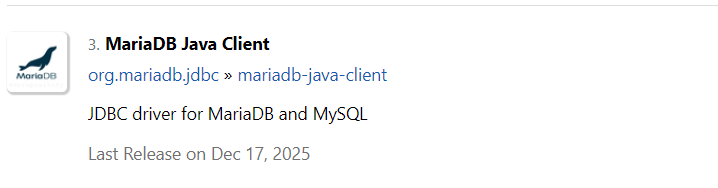 3. MariaDB Java Client
MariaDB
org.mariadb.jdbc » mariadb-java-client
JDBC driver for MariaDB and MySQL
Last Release on Dec 17, 2025